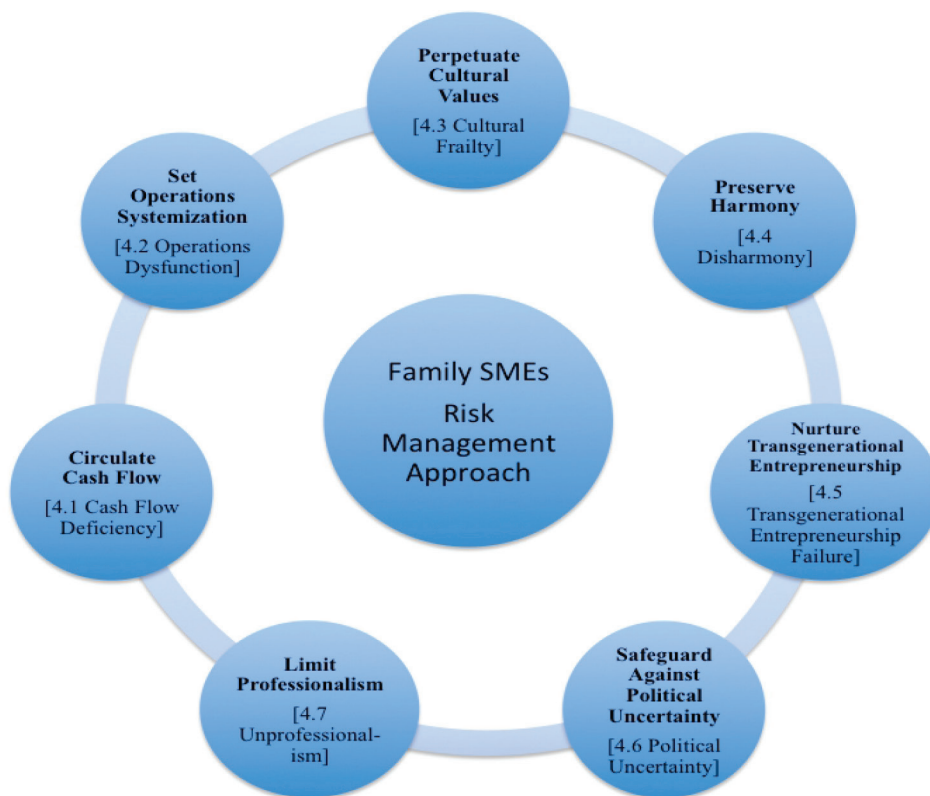 Perpetuate
Cultural
Values
[4.3 Cultural
Frailty]
Set
Operations
Systemization
[4.2 Operations
Dysfunction]
Preserve
Harmony
[4.4
Disharmony]
Family SMEs
Risk
Management
Approach
Circulate
Cash Flow
[4.1 Cash Flow
Deficiency]
Nurture
Transgenerational
Entrepreneurship
[4.5
Transgenerational
Entrepreneurship
Failure]
Limit
Professionalism
[4.7
Unprofessional-
ism]
Safeguard
Against
Political
Uncertainty
[4.6 Political
Uncertainty]